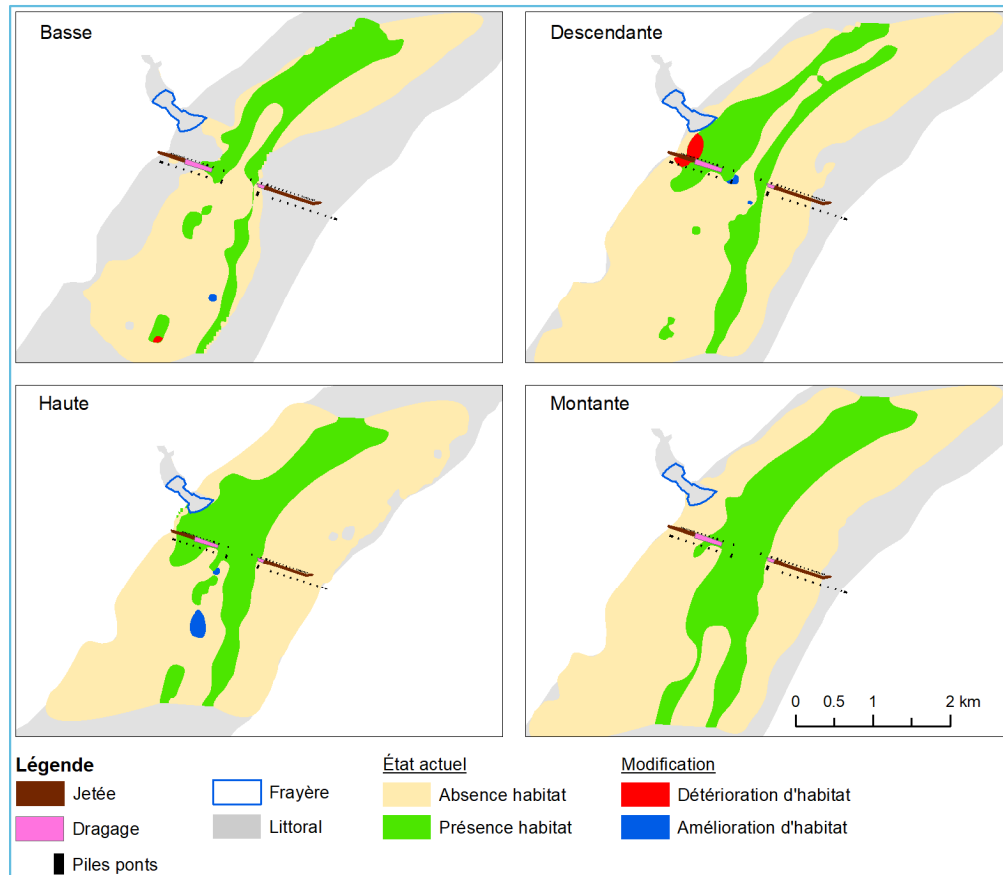 Basse
Descendante
Haute
Montante
0 0.5 1 2 km
Légende
Jetée
Dragage
Piles ponts
Frayère
Littoral
État actuel
Absence habitat
Présence habitat
Modification
Détérioration d'habitat
Amélioration d'habitat